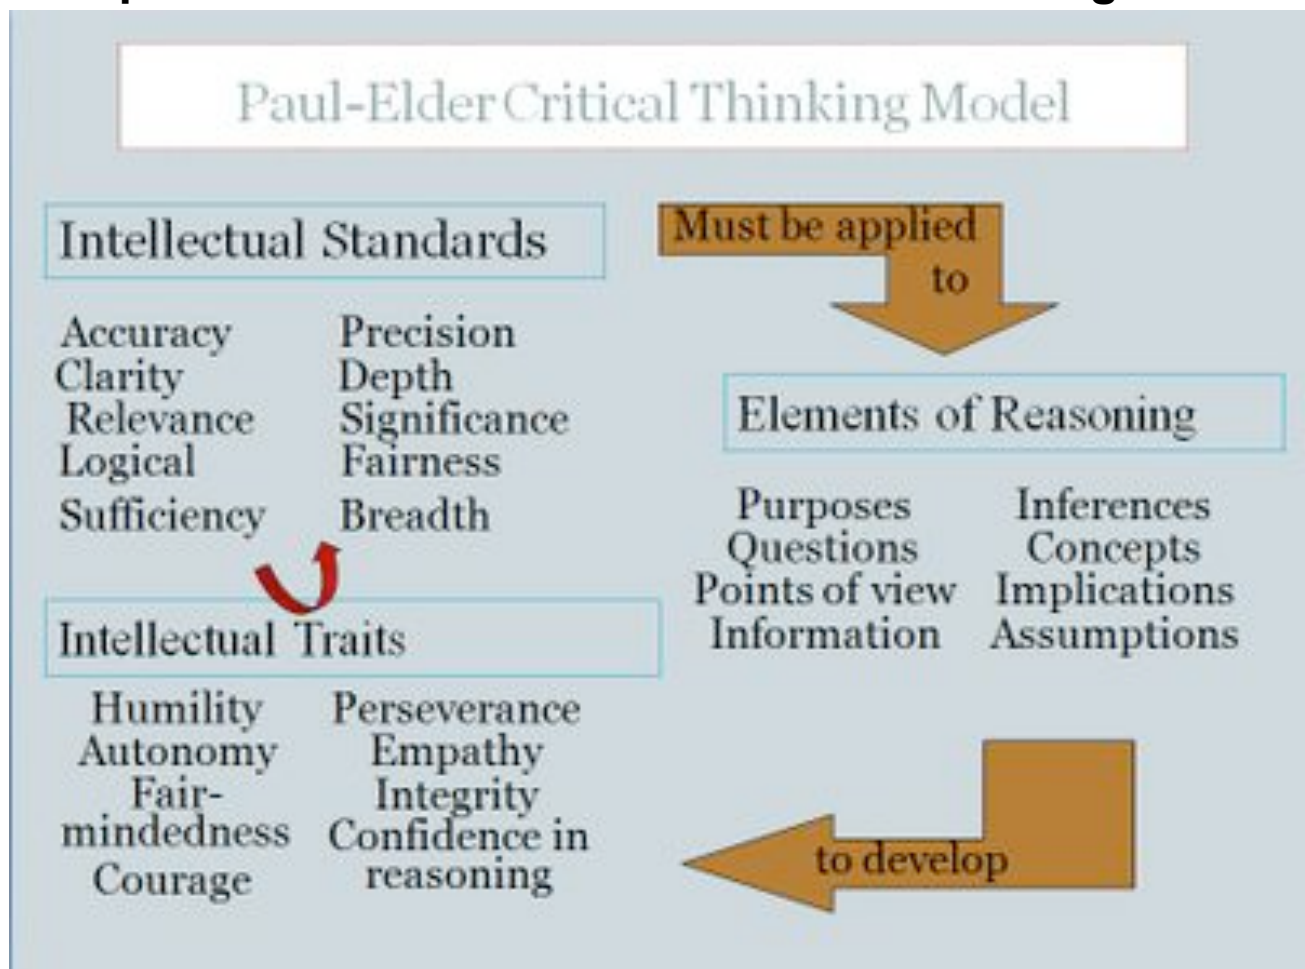 Paul-Elder Critical Thinking Model
Intellectual Standards
Accuracy
Clarity
Relevance
Logical
Sufficiency
Precision
Depth
Significance
Fairness
Breadth
Must be applied
to
Elements of Reasoning
Purposes
Questions
Points of view
Information
Inferences
Concepts
Implications
Assumptions
to develop
Intellectual Traits
Humility
Autonomy
Fair-
mindedness
Courage
Perseverance
Empathy
Integrity
Confidence in
reasoning